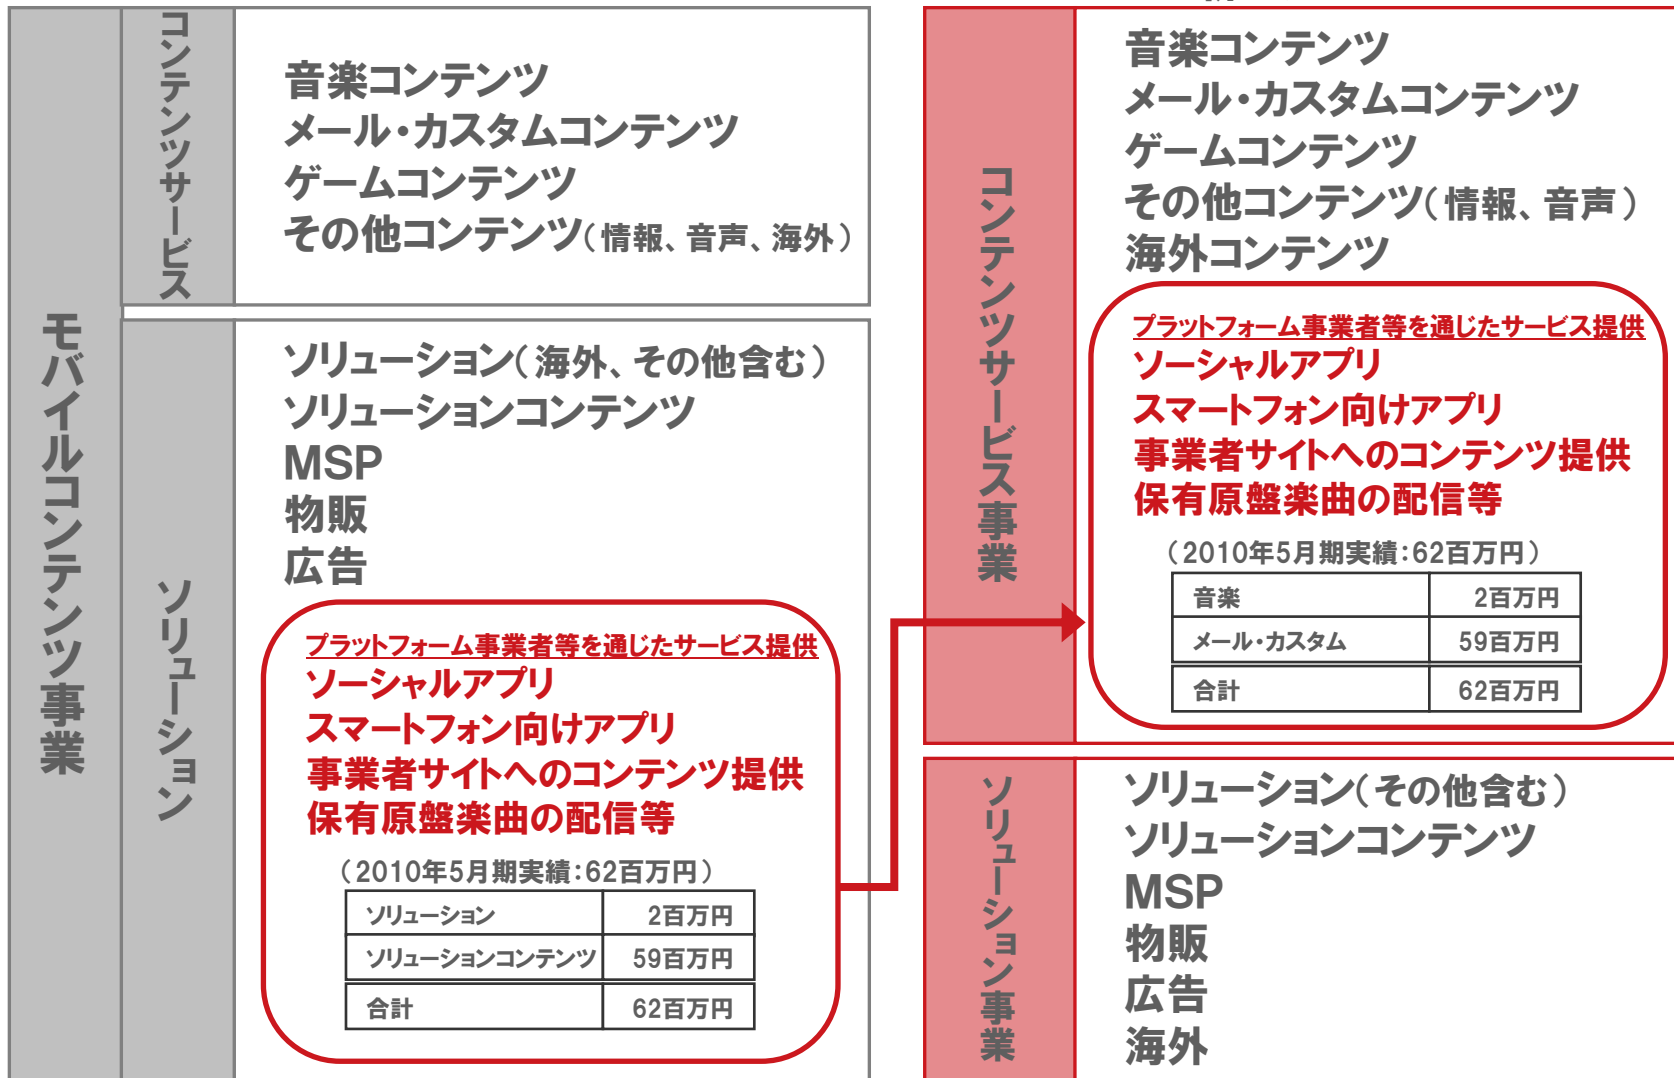 モバイルコンテンツ事業
コンテンツサービス
音楽コンテンツ
メール・カスタムコンテンツ
ゲームコンテンツ
その他コンテンツ(情報、音声、海外)
ソリューション
ソリューション(海外、その他含む)
ソリューションコンテンツ
MSP
物販
広告
プラットフォーム事業者等を通じたサービス提供
ソーシャルアプリ
スマートフォン向けアプリ
事業者サイトへのコンテンツ提供
保有原盤楽曲の配信等
(2010年5月期実績:62百万円)
ソリューション 2百万円
ソリューションコンテンツ 59百万円
合計 62百万円
コンテンツサービス事業
音楽コンテンツ
メール・カスタムコンテンツ
ゲームコンテンツ
その他コンテンツ(情報、音声)
海外コンテンツ
プラットフォーム事業者等を通じたサービス提供
ソーシャルアプリ
スマートフォン向けアプリ
事業者サイトへのコンテンツ提供
保有原盤楽曲の配信等
(2010年5月期実績:62百万円)
音楽 2百万円
メール・カスタム 59百万円
合計 62百万円
ソリューション事業
ソリューション(その他含む)
ソリューションコンテンツ
MSP
物販
広告
海外